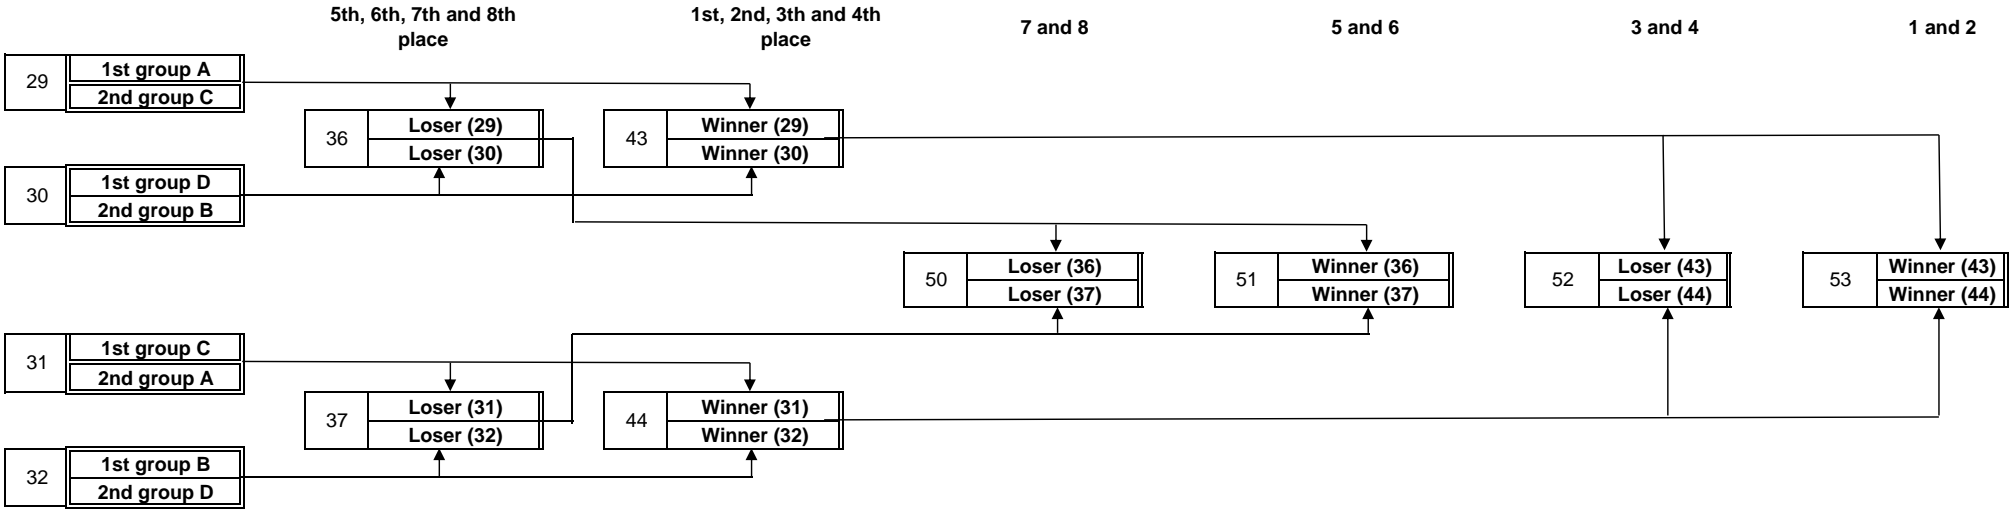 5th, 6th, 7th and 8th
place
1st, 2nd, 3th and 4th
place
7 and 8
5 and 6
3 and 4
1 and 2
29
1st group A
2nd group C
36
Loser (29)
Loser (30)
43
Winner (29)
Winner (30)
30
1st group D
2nd group B
50
Loser (36)
Loser (37)
51
Winner (36)
Winner (37)
52
Loser (43)
Loser (44)
53
Winner (43)
Winner (44)
31
1st group C
2nd group A
37
Loser (31)
Loser (32)
44
Winner (31)
Winner (32)
32
1st group B
2nd group D